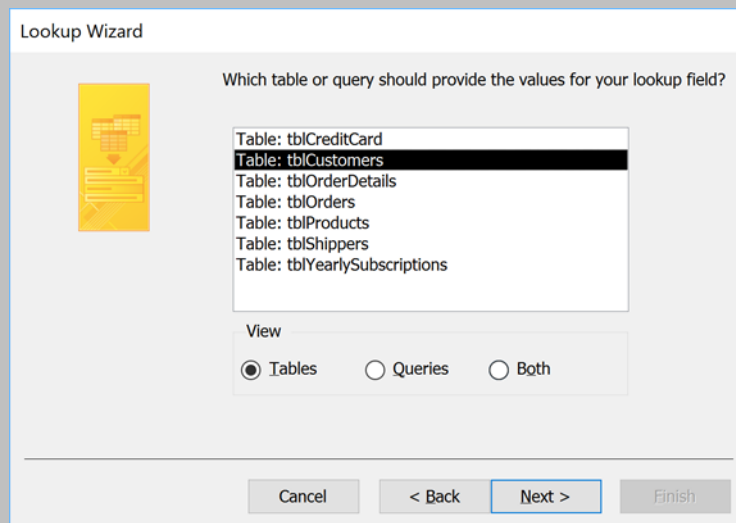 Lookup Wizard
Which table or query should provide the values for your lookup field?
Table: tblCreditCard
Table: tblCustomers
Table: tblOrderDetails
Table: tblOrders
Table: tblProducts
Table: tblShippers
Table: tblYearlySubscriptions
View
Tables Queries Both
Cancel < Back Next > Finish